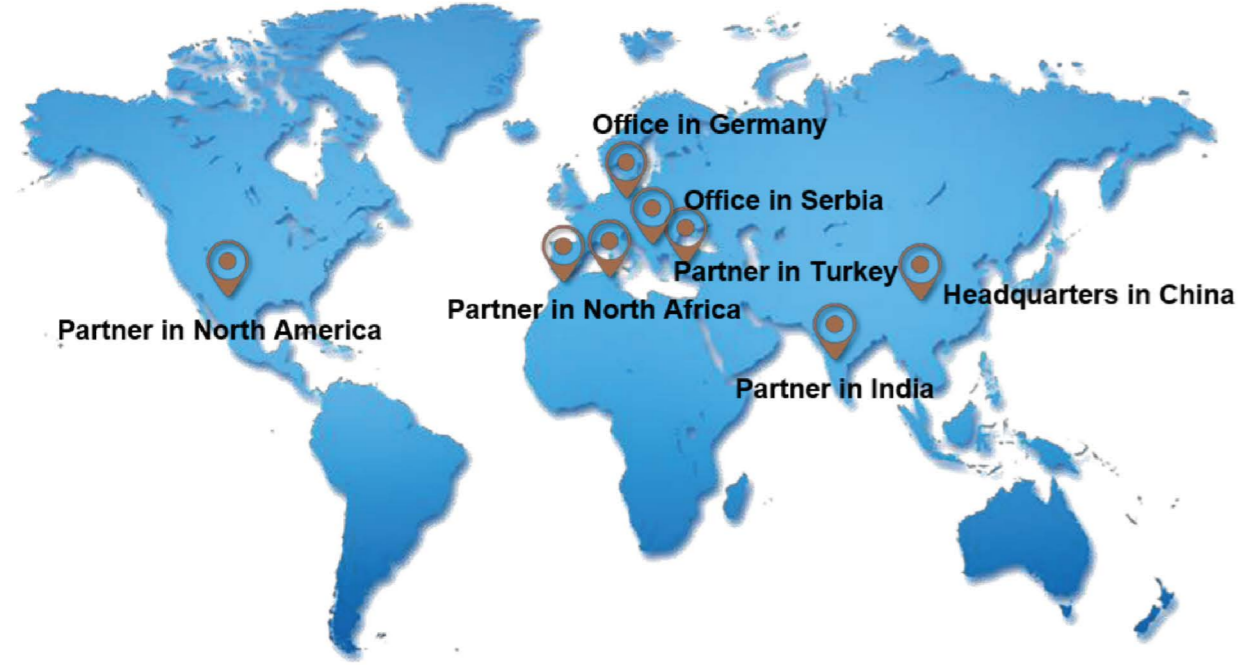 Office in Germany
Office in Serbia
Partner in Turkey
Headquarters in China
Partner in North Africa
Partner in North America
Partner in India